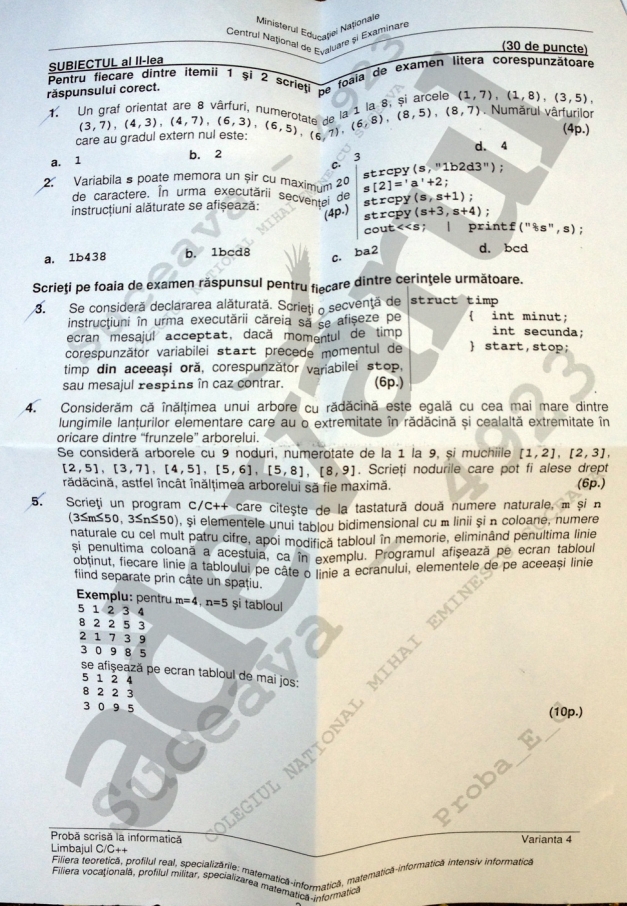 Ministerul Educației Naționale
Centrul Național de Evaluare și Examinare
SUBIECTUL al II-lea
(30 de puncte)
Pentru fiecare dintre itemii 1 și 2 scrieți pe foaia de examen litera corespunzătoare
răspunsului corect.
1. Un graf orientat are 8 vârfuri, numerotate de la 1 la 8, și arcele (1,7), (1,8), (3,5),
(3,7), (4,3), (4,7), (6,3), (6,5), (6,7), (6,8), (8,5), (8,7). Numărul vârfurilor
care au gradul extern nul este:
(4p.)
a. 1
b. 2
c. 3
d. 4
2. Variabila s poate memora un șir cu maximum 20
de caractere. În urma executării secvenței de
instrucțiuni alăturate se afișează:
(4p.)
strcpy(s,"1b2d3");
s[2]='a'+2;
strcpy(s,s+1);
strcpy(s+3,s+4);
cout<<s; | printf("%s",s);
a. 1b438
b. 1bcd8
c. ba2
d. bcd
Scrieți pe foaia de examen răspunsul pentru fiecare dintre cerințele următoare.
3. Se consideră declararea alăturată. Scrieți o secvență de
instrucțiuni în urma executării căreia să se afișeze pe
ecran mesajul acceptat, dacă momentul de timp
corespunzător variabilei start precede momentul de
timp din aceeași oră, corespunzător variabilei stop,
sau mesajul respins în caz contrar.
(6p.)
struct timp
{ int minut;
int secunda;
} start,stop;
4. Considerăm că înălțimea unui arbore cu rădăcină este egală cu cea mai mare dintre
lungimile lanțurilor elementare care au o extremitate în rădăcină și cealaltă extremitate în
oricare dintre "frunzele" arborelui.
Se consideră arborele cu 9 noduri, numerotate de la 1 la 9, și muchiile [1,2], [2,3],
[2,5], [3,7], [4,5], [5,6], [5,8], [8,9]. Scrieți nodurile care pot fi alese drept
rădăcină, astfel încât înălțimea arborelui să fie maximă.
(6p.)
5. Scrieți un program C/C++ care citește de la tastatură două numere naturale, m și n
(3≤m≤50, 3≤n≤50), și elementele unui tablou bidimensional cu m linii și n coloane, numere
naturale cu cel mult patru cifre, apoi modifică tabloul în memorie, eliminând penultima linie
și penultima coloană a acestuia, ca în exemplu. Programul afișează pe ecran tabloul
obținut, fiecare linie a tabloului pe câte o linie a ecranului, elementele de pe aceeași linie
fiind separate prin câte un spațiu.
Exemplu: pentru m=4, n=5 și tabloul
5 1 2 3 4
8 2 2 5 3
2 1 7 3 9
3 0 9 8 5
se afișează pe ecran tabloul de mai jos:
5 1 2 4
8 2 2 3
3 0 9 5
(10p.)
adevarul
Suceava
4923
COLEGIUL NATIONAL MIHAI EMINESCU SUCEAVA
Suceava
4923
COLEGIUL NATIONAL MIHAI EMINESCU SUCEAVA
Proba_E_d
Probă scrisă la informatică
Varianta 4
Limbajul C/C++
Filiera teoretică, profilul real, specializările: matematică-informatică, matematică-informatică intensiv informatică
Filiera vocațională, profilul militar, specializarea matematică-informatică